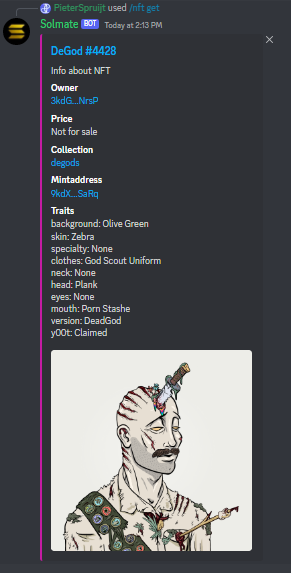 PieterSpruijt used /nft get
Solmate BOT Today at 2:13 PM
DeGod #4428
Info about NFT
Owner
3kdG...NrsP
Price
Not for sale
Collection
degods
Mintaddress
9kdX...SaRq
Traits
background: Olive Green
skin: Zebra
specialty: None
clothes: God Scout Uniform
neck: None
head: Plank
eyes: None
mouth: Porn Stashe
version: DeadGod
y00t: Claimed